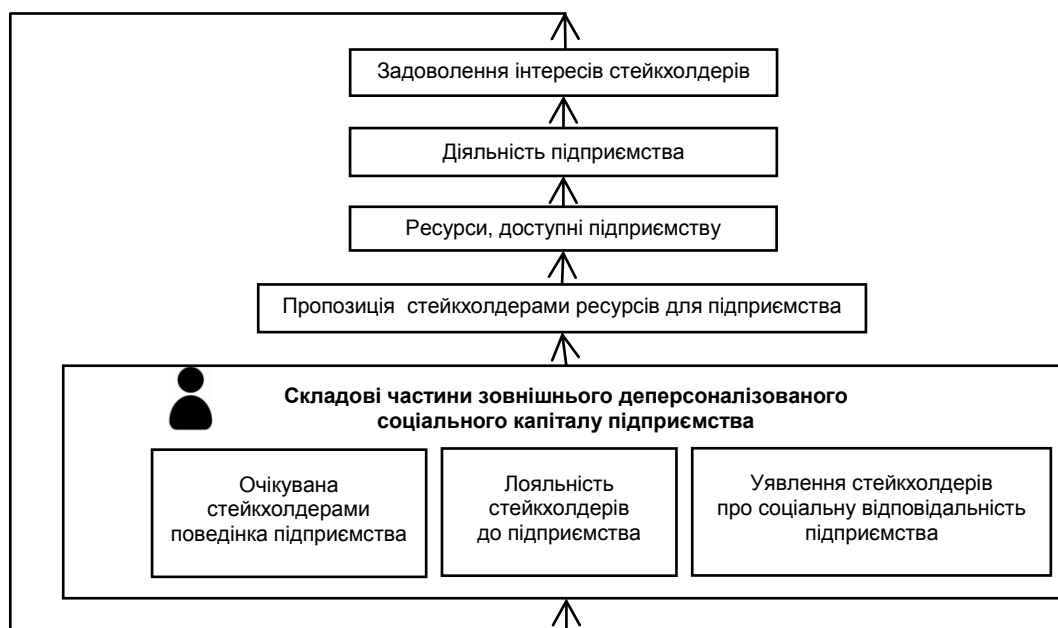 Задоволення інтересів стейкхолдерів
Діяльність підприємства
Ресурси, доступні підприємству
Пропозиція стейкхолдерами ресурсів для підприємства
Складові частини зовнішнього деперсоналізованого
соціального капіталу підприємства
Очікувана
стейкхолдерами
поведінка підприємства
Лояльність
стейкхолдерів
до підприємства
Уявлення стейкхолдерів
про соціальну відповідальність
підприємства